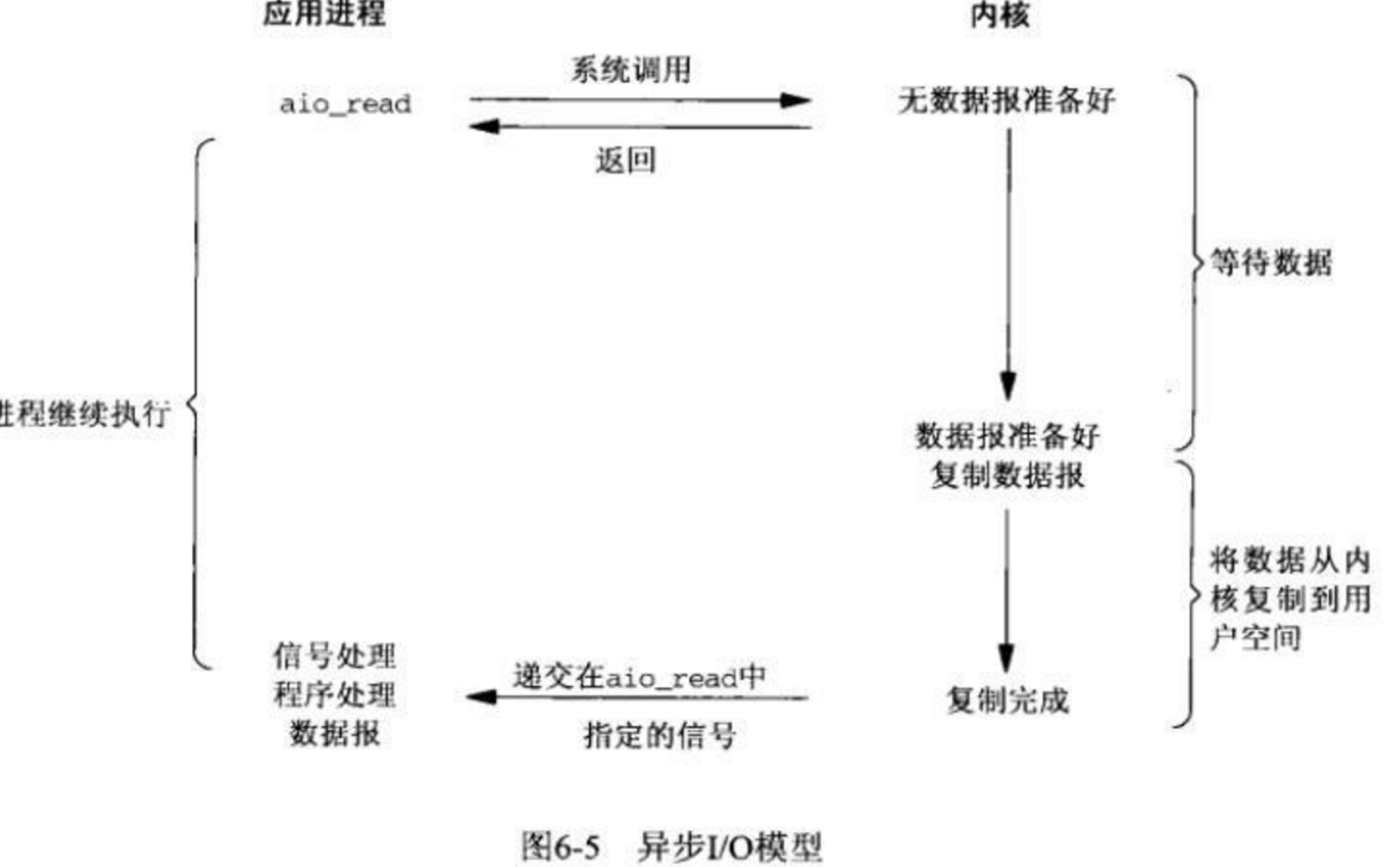 应用进程
内核
系统调用
aio_read
无数据报准备好
返回
等待数据
进程继续执行
数据报准备好
复制数据报
将数据从内
核复制到用
户空间
信号处理
程序处理
数据报
递交在aio_read中
指定的信号
复制完成
图6-5 异步I/O模型